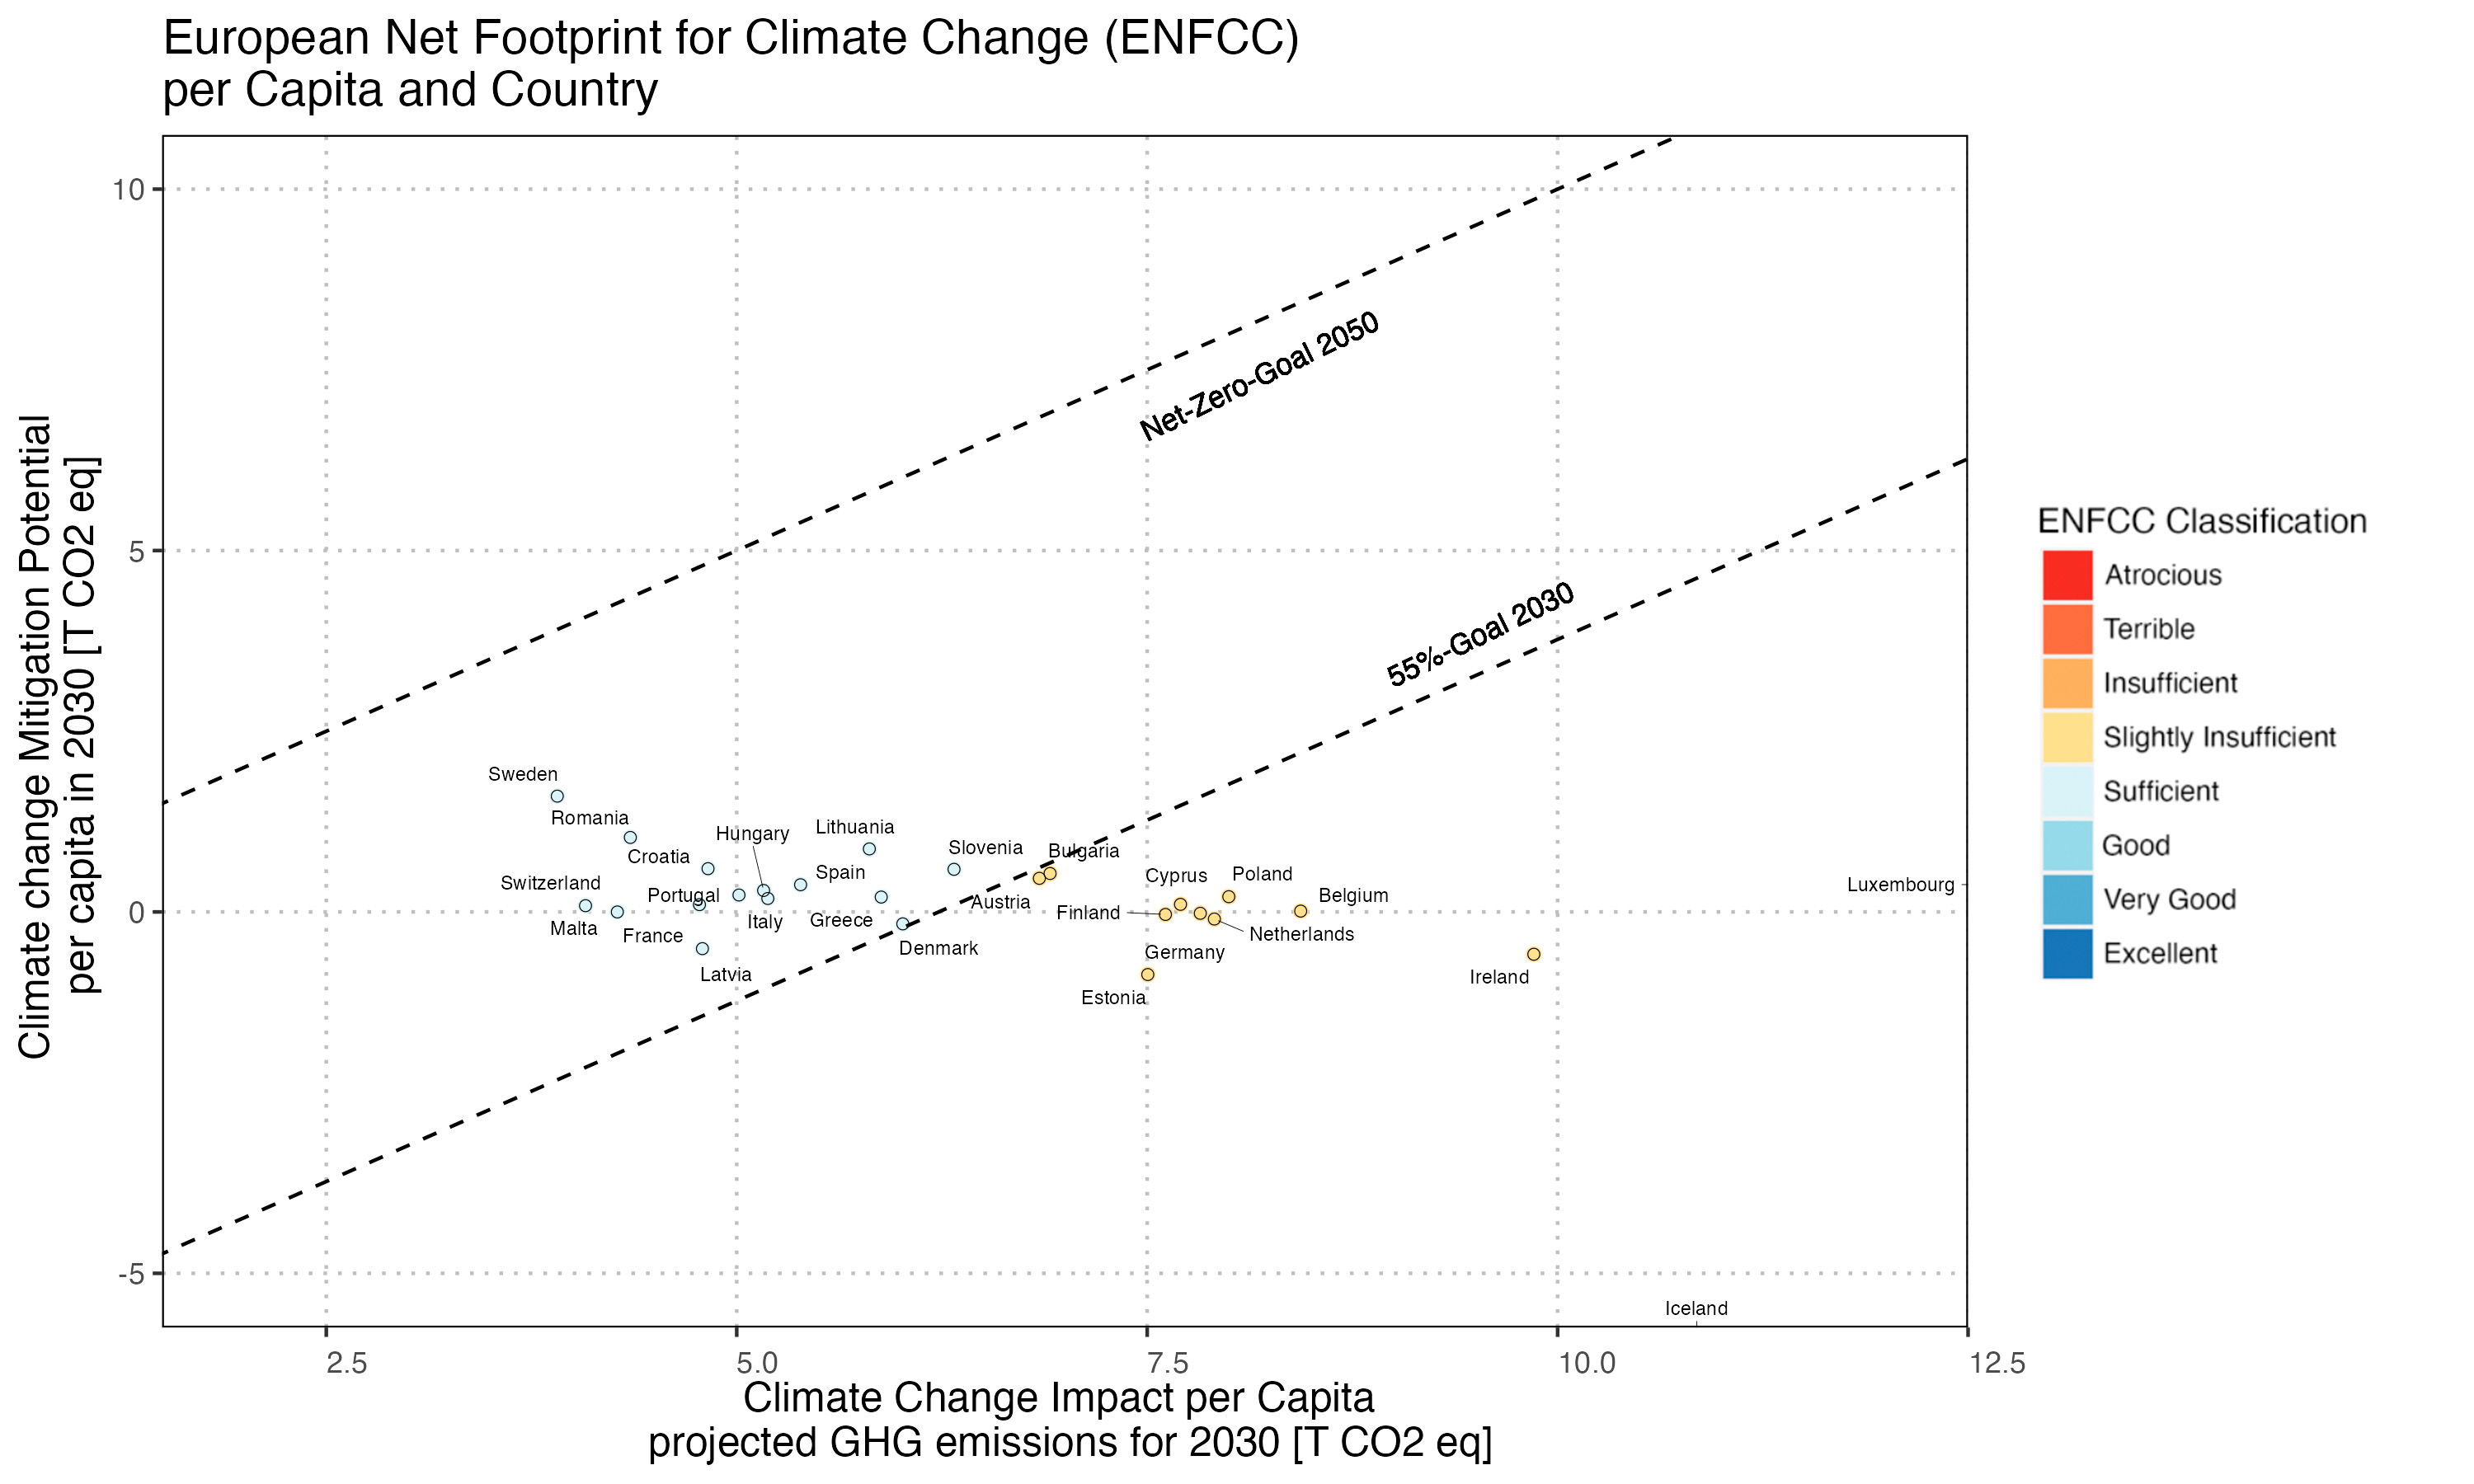 European Net Footprint for Climate Change (ENFCC)
per Capita and Country
Climate change Mitigation Potential
per capita in 2030 [T CO2 eq]
10
5
0
-5
Net-Zero-Goal 2050
55%-Goal 2030
Sweden
Romania
Hungary
Lithuania
Croatia
Slovenia
Bulgaria
Switzerland
Portugal
Spain
Cyprus
Poland
Luxembourg
Austria
Belgium
Malta
France
Italy
Greece
Finland
Denmark
Netherlands
Latvia
Germany
Estonia
Ireland
Iceland
2.5
5.0
7.5
10.0
12.5
Climate Change Impact per Capita
projected GHG emissions for 2030 [T CO2 eq]
ENFCC Classification
Atrocious
Terrible
Insufficient
Slightly Insufficient
Sufficient
Good
Very Good
Excellent